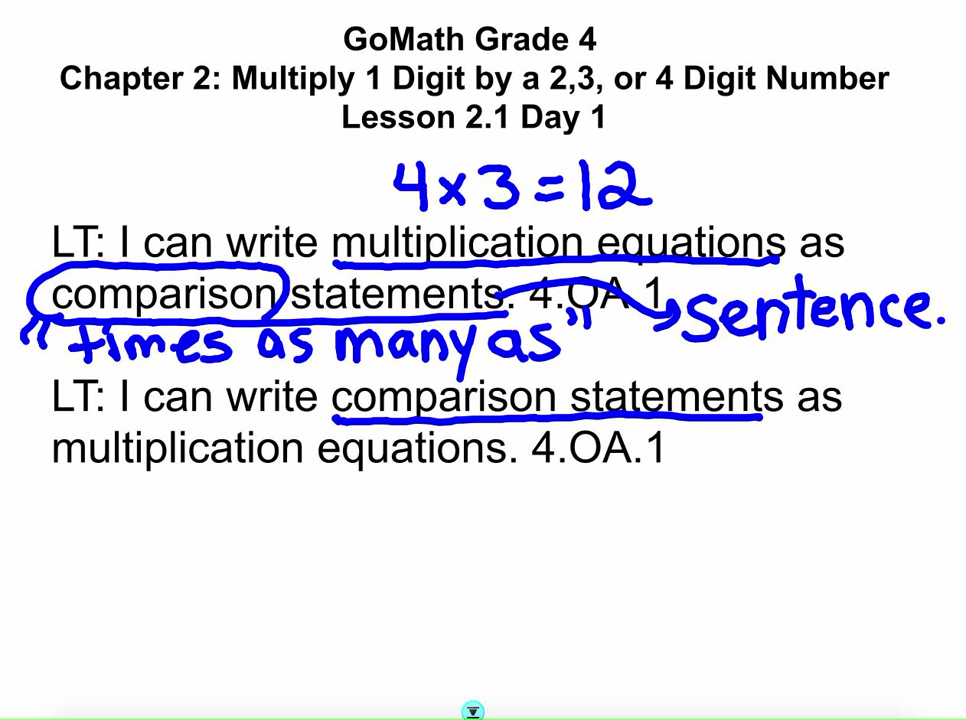 GoMath Grade 4
Chapter 2: Multiply 1 Digit by a 2,3, or 4 Digit Number
Lesson 2.1 Day 1
4x3=12
LT: I can write multiplication equations as
comparison statements. 4.OA.1
sentence.
"times as many as"
LT: I can write comparison statements as
multiplication equations. 4.OA.1